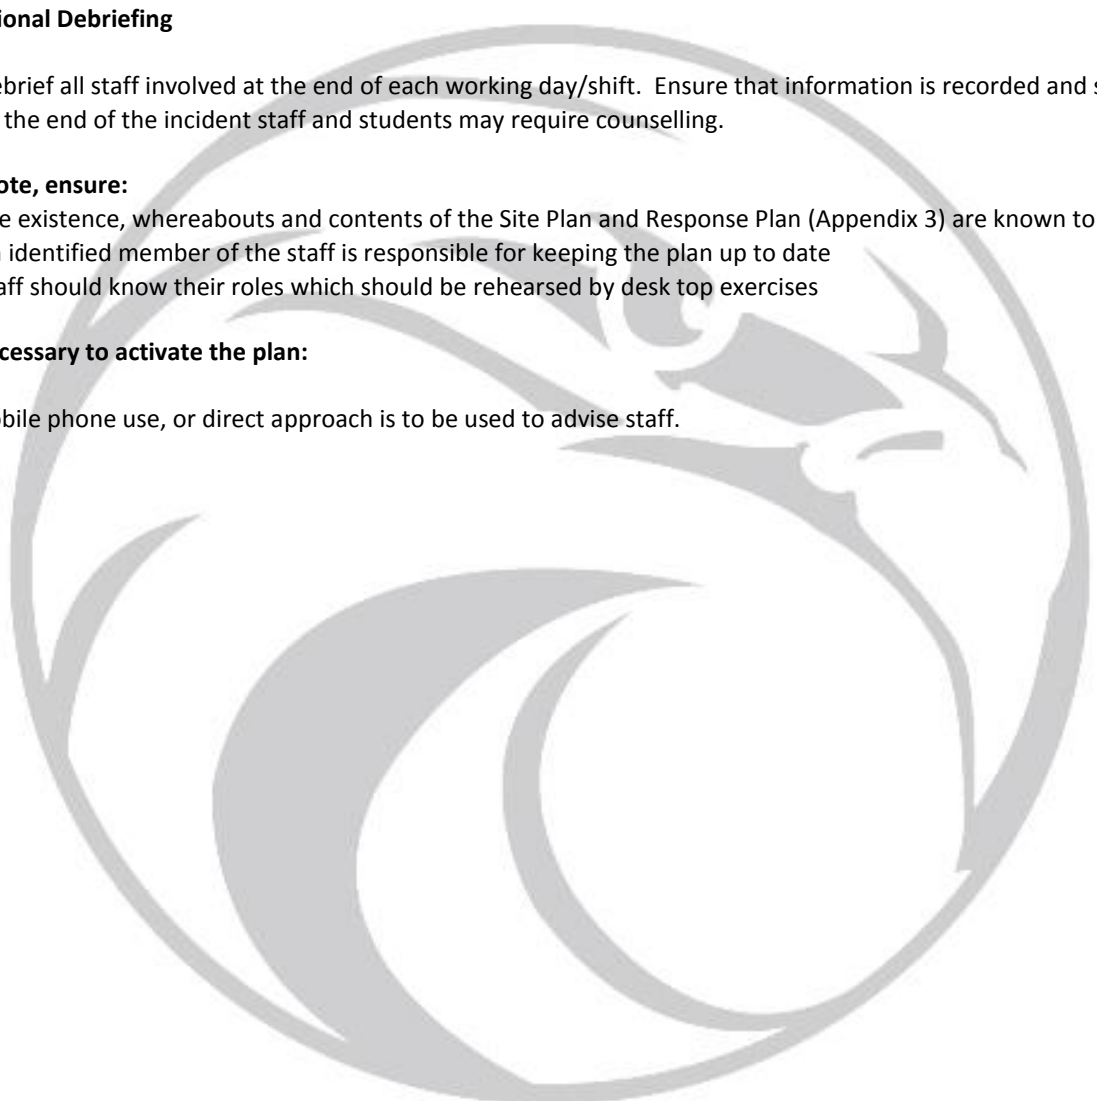 ional Debriefing
ebrief all staff involved at the end of each working day/shift. Ensure that information is recorded and s
the end of the incident staff and students may require counselling.
ote, ensure:
e existence, whereabouts and contents of the Site Plan and Response Plan (Appendix 3) are known to
identified member of the staff is responsible for keeping the plan up to date
aff should know their roles which should be rehearsed by desk top exercises
cessary to activate the plan:
obile phone use, or direct approach is to be used to advise staff.